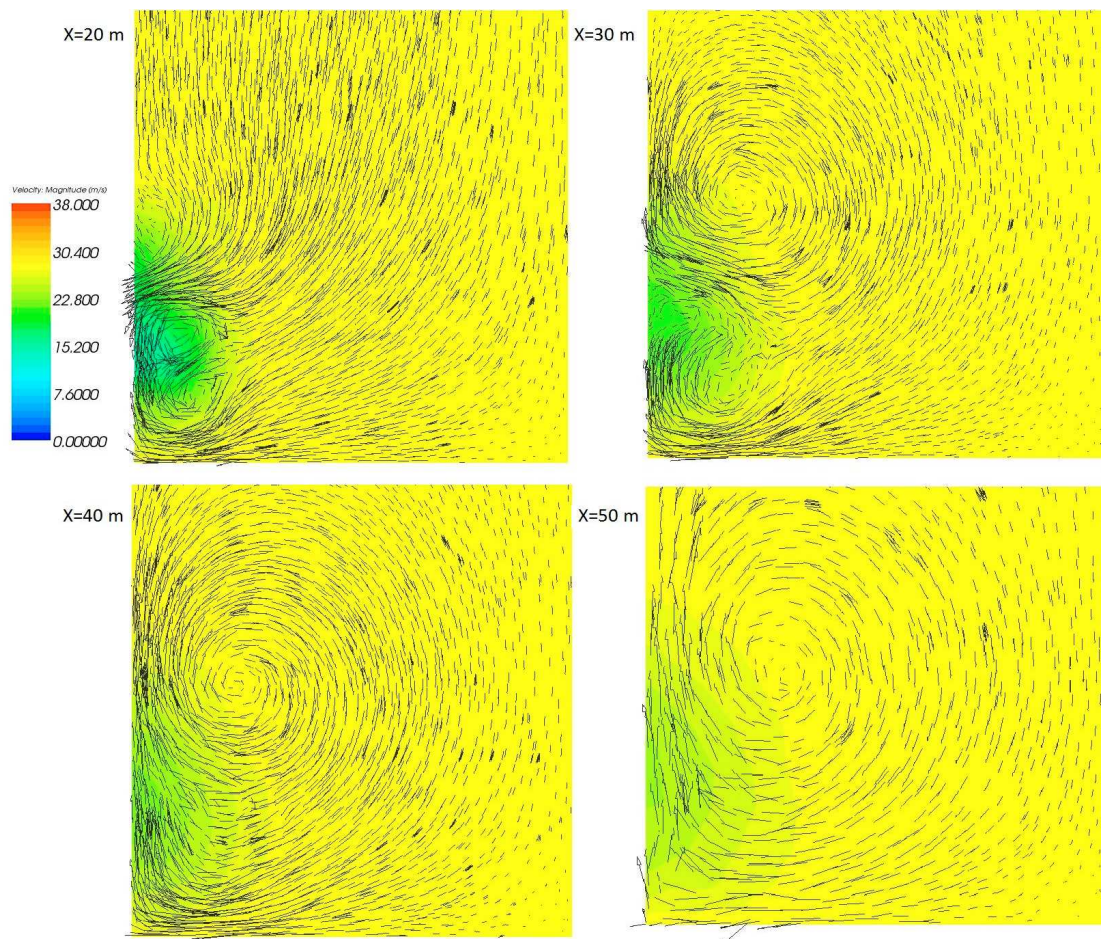 X=20 m
X=30 m
Velocity: Magnitude (m/s)
38.000
30.400
22.800
15.200
7.6000
0.00000
X=40 m
X=50 m